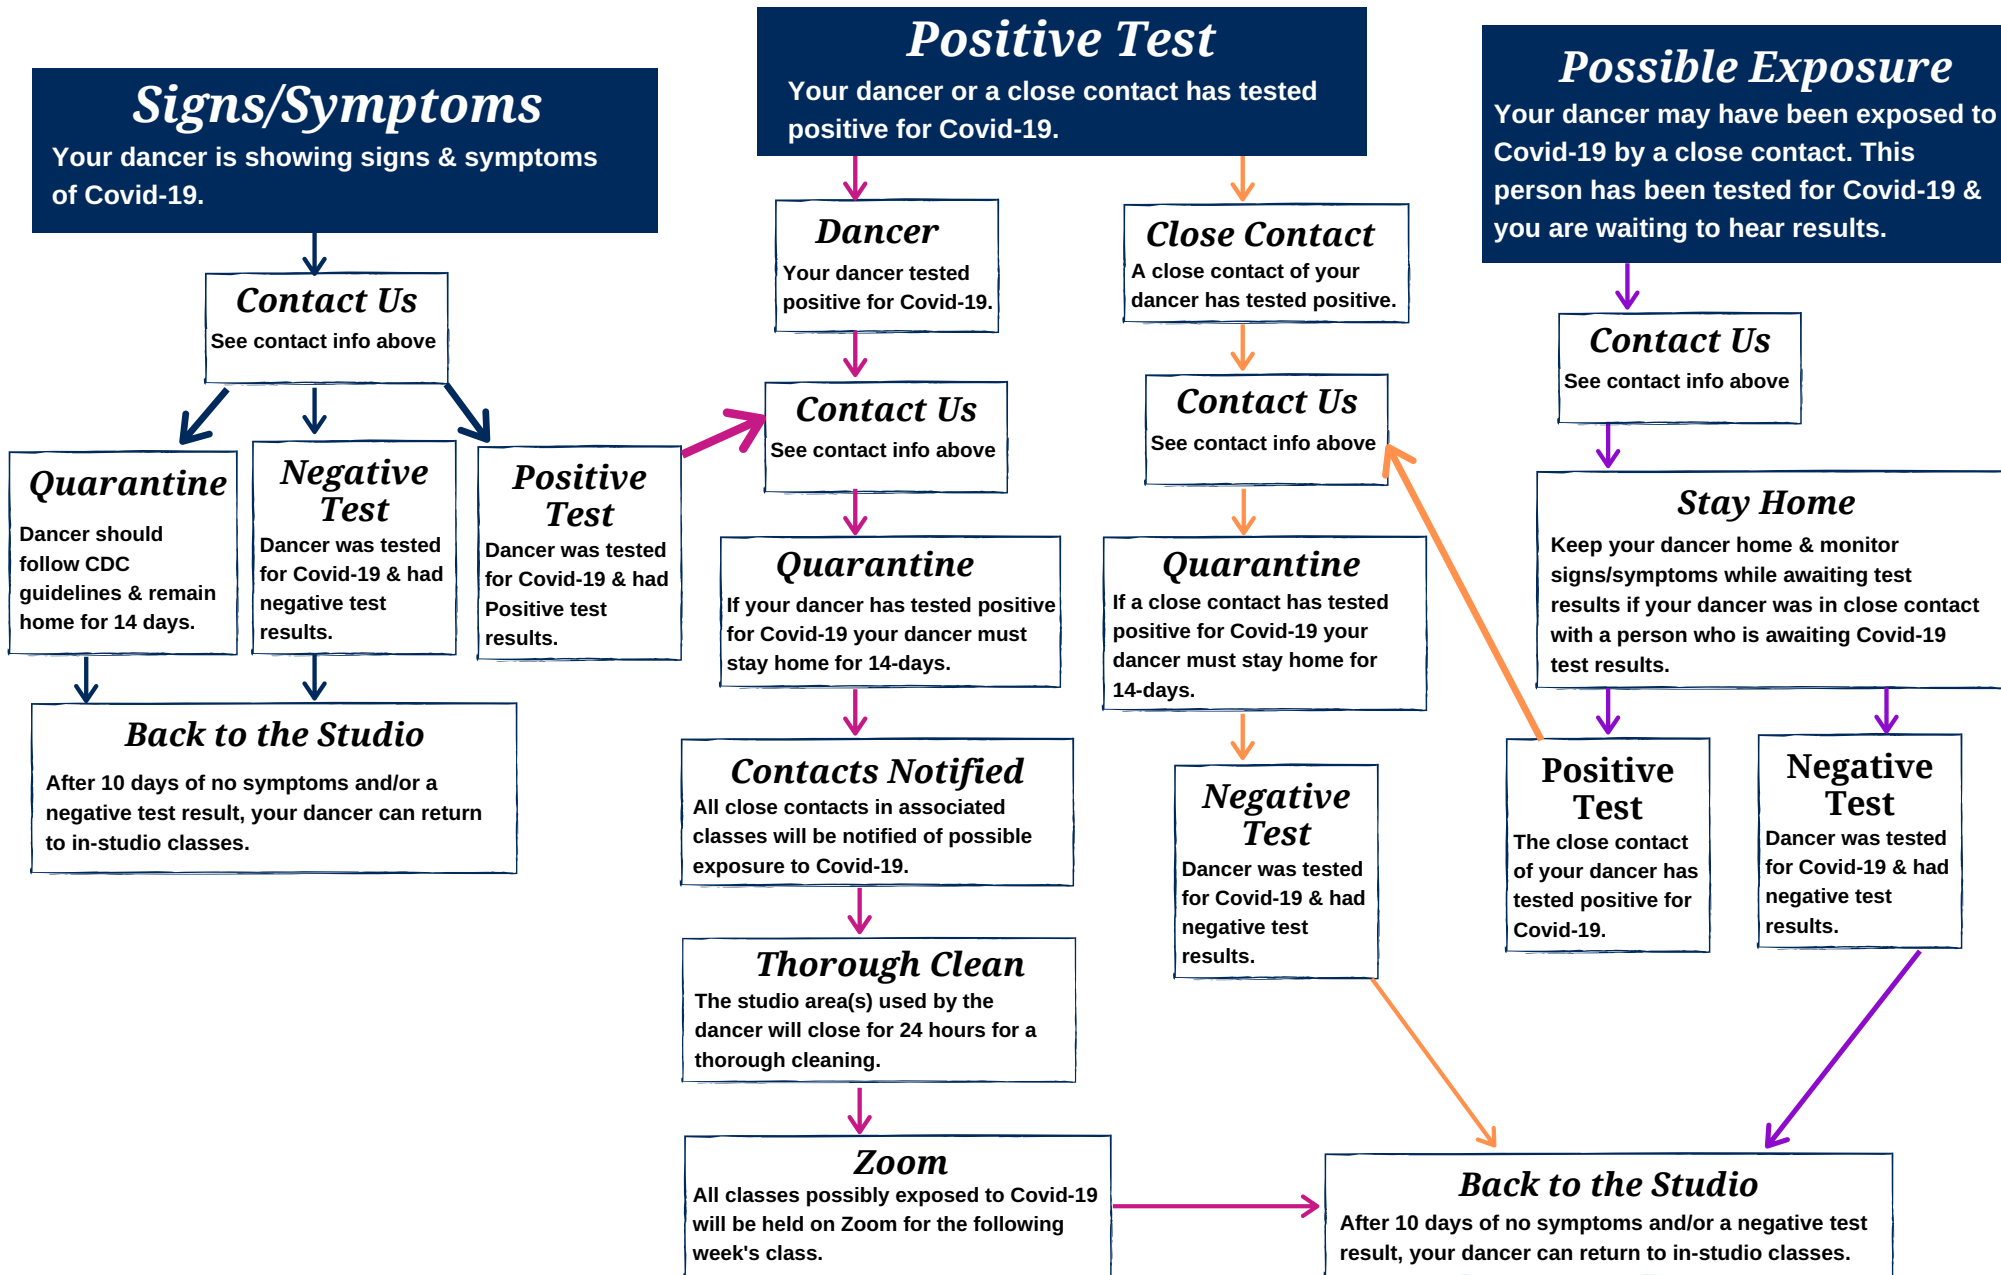 Signs/Symptoms
Your dancer is showing signs & symptoms
of Covid-19.
Contact Us
See contact info above
Quarantine
Dancer should
follow CDC
guidelines & remain
home for 14 days.
Negative
Test
Dancer was tested
for Covid-19 & had
negative test
results.
Positive
Test
Dancer was tested
for Covid-19 & had
Positive test
results.
Back to the Studio
After 10 days of no symptoms and/or a
negative test result, your dancer can return
to in-studio classes.
Positive Test
Your dancer or a close contact has tested
positive for Covid-19.
Dancer
Your dancer tested
positive for Covid-19.
Contact Us
See contact info above
Quarantine
If your dancer has tested positive
for Covid-19 your dancer must
stay home for 14-days.
Contacts Notified
All close contacts in associated
classes will be notified of possible
exposure to Covid-19.
Thorough Clean
The studio area(s) used by the
dancer will close for 24 hours for a
thorough cleaning.
Zoom
All classes possibly exposed to Covid-19
will be held on Zoom for the following
week's class.
Close Contact
A close contact of your
dancer has tested positive.
Contact Us
See contact info above
Quarantine
If a close contact has tested
positive for Covid-19 your
dancer must stay home for
14-days.
Negative
Test
Dancer was tested
for Covid-19 & had
negative test
results.
Possible Exposure
Your dancer may have been exposed to
Covid-19 by a close contact. This
person has been tested for Covid-19 &
you are waiting to hear results.
Contact Us
See contact info above
Stay Home
Keep your dancer home & monitor
signs/symptoms while awaiting test
results if your dancer was in close contact
with a person who is awaiting Covid-19
test results.
Positive
Test
The close contact
of your dancer has
tested positive for
Covid-19.
Negative
Test
Dancer was tested
for Covid-19 & had
negative test
results.
Back to the Studio
After 10 days of no symptoms and/or a negative test
result, your dancer can return to in-studio classes.